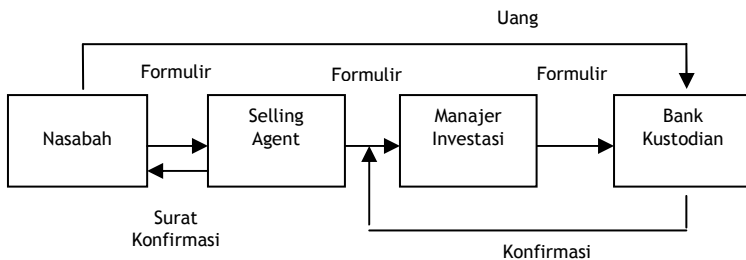 Uang
Formulir
Formulir
Formulir
Nasabah
Selling
Agent
Manajer
Investasi
Bank
Kustodian
Surat
Konfirmasi
Konfirmasi